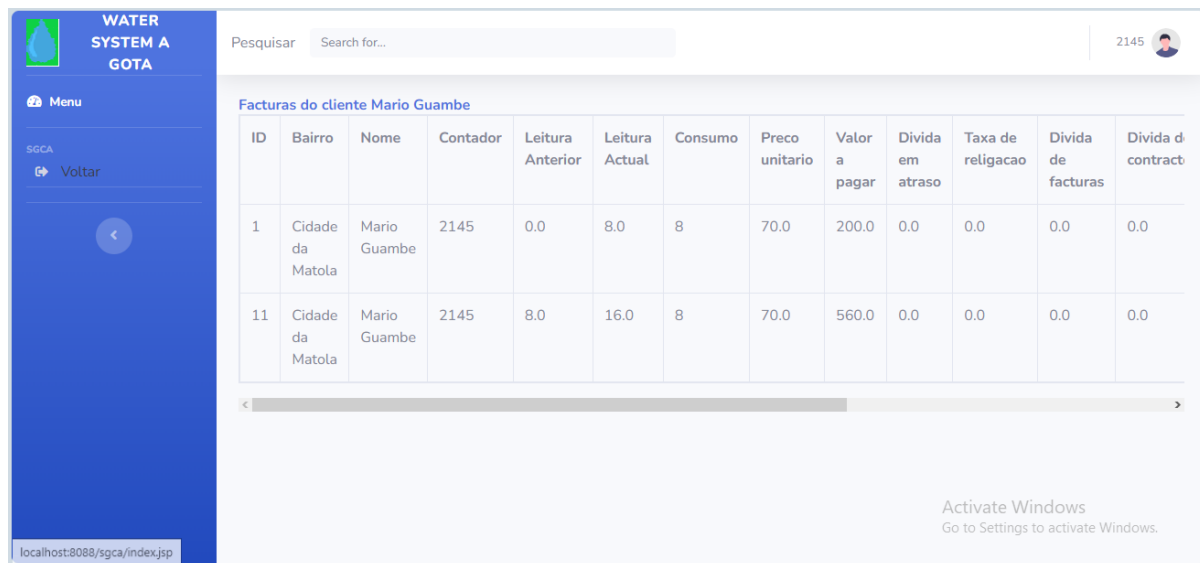 WATER
SYSTEM A
GOTA
Pesquisar Search for... 2145
Menu
SGCA
Voltar
Facturas do cliente Mario Guambe
ID Bairro Nome Contador Leitura Anterior Leitura Actual Consumo Preco unitario Valor a pagar Divida em atraso Taxa de religacao Divida de facturas Divida de contract
1 Cidade da Matola Mario Guambe 2145 0.0 8.0 8 70.0 200.0 0.0 0.0 0.0 0.0
11 Cidade da Matola Mario Guambe 2145 8.0 16.0 8 70.0 560.0 0.0 0.0 0.0 0.0
Activate Windows
Go to Settings to activate Windows.
localhost:8088/sgca/index.jsp